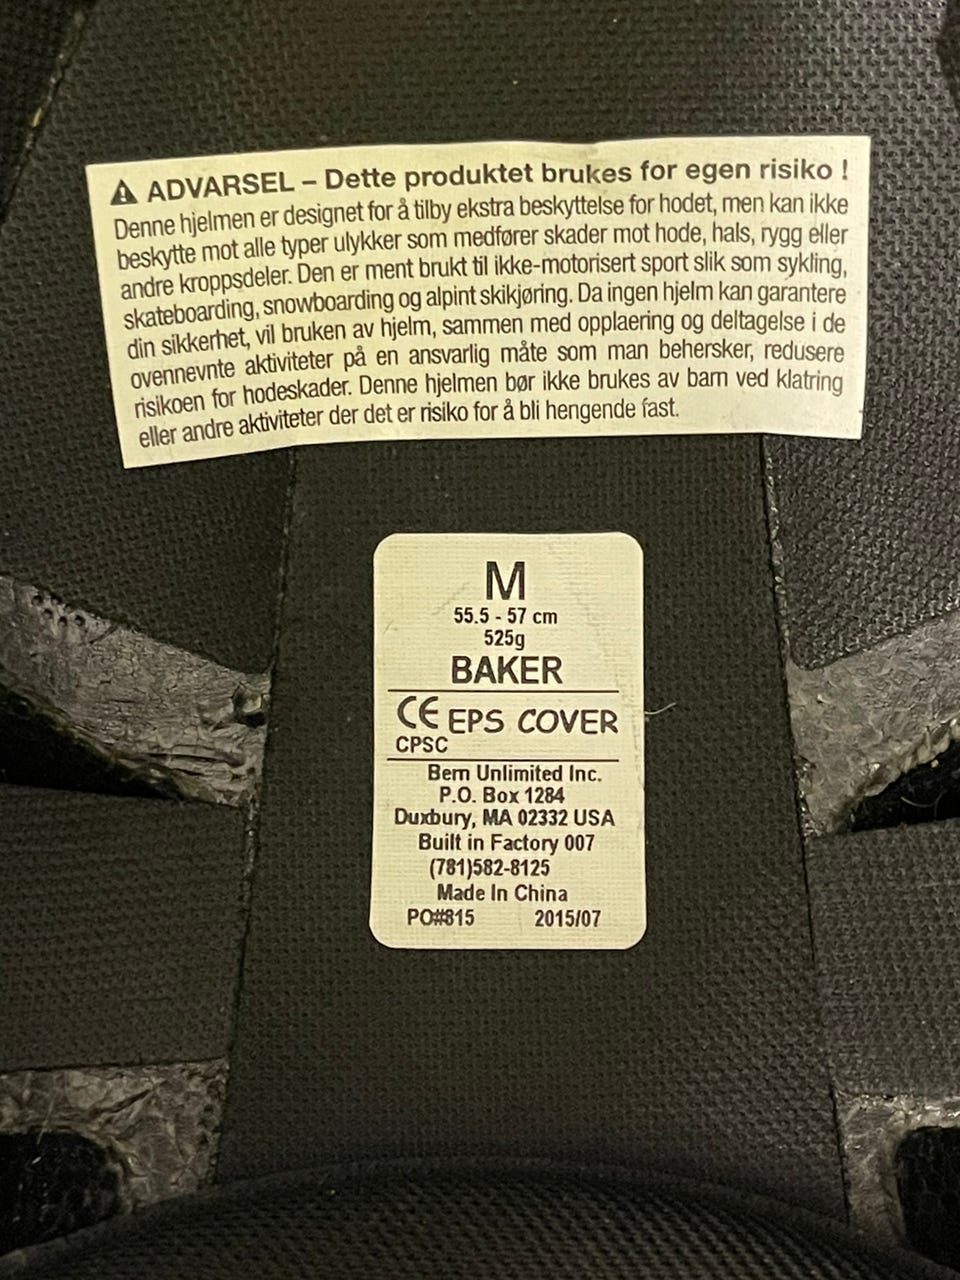 ⚠ ADVARSEL – Dette produktet brukes for egen risiko !
Denne hjelmen er designet for å tilby ekstra beskyttelse for hodet, men kan ikke
beskytte mot alle typer ulykker som medfører skader mot hode, hals, rygg eller
andre kroppsdeler. Den er ment brukt til ikke-motorisert sport slik som sykling,
skateboarding, snowboarding og alpint skikjøring. Da ingen hjelm kan garantere
din sikkerhet, vil bruken av hjelm, sammen med opplaering og deltagelse i de
ovennevnte aktiviteter på en ansvarlig måte som man behersker, redusere
risikoen for hodeskader. Denne hjelmen bør ikke brukes av barn ved klatring
eller andre aktiviteter der det er risiko for å bli hengende fast.
M
55.5 - 57 cm
525g
BAKER
CE EPS COVER
CPSC
Bern Unlimited Inc.
P.O. Box 1284
Duxbury, MA 02332 USA
Built in Factory 007
(781)582-8125
Made In China
PO#815 2015/07